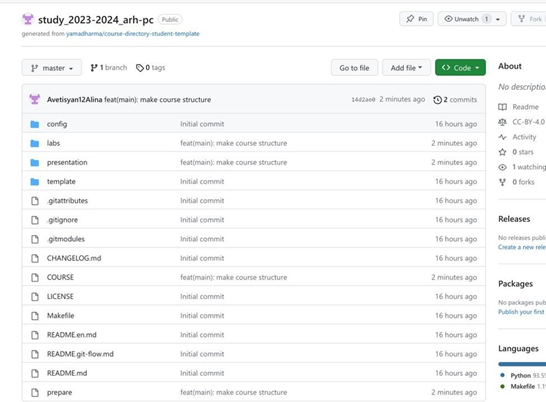 study_2023-2024_arh-pc Public
Pin Unwatch 1 Fork
generated from yamadharma/course-directory-student-template
master 1 branch 0 tags Go to file Add file Code
Avetisyan12Alina feat(main): make course structure 14d2ae0 2 minutes ago 2 commits
config Initial commit 16 hours ago
labs feat(main): make course structure 2 minutes ago
presentation feat(main): make course structure 2 minutes ago
template Initial commit 16 hours ago
.gitattributes Initial commit 16 hours ago
.gitignore Initial commit 16 hours ago
.gitmodules Initial commit 16 hours ago
CHANGELOG.md Initial commit 16 hours ago
COURSE feat(main): make course structure 2 minutes ago
LICENSE Initial commit 16 hours ago
Makefile Initial commit 16 hours ago
README.en.md Initial commit 16 hours ago
README.git-flow.md Initial commit 16 hours ago
README.md Initial commit 16 hours ago
prepare feat(main): make course structure 2 minutes ago
About
No descriptio
Readme
CC-BY-4.0
Activity
0 stars
1 watching
0 forks
Releases
No releases publi
Create a new rele
Packages
No packages pub
Publish your first
Languages
Python 93.5%
Makefile 1.1%